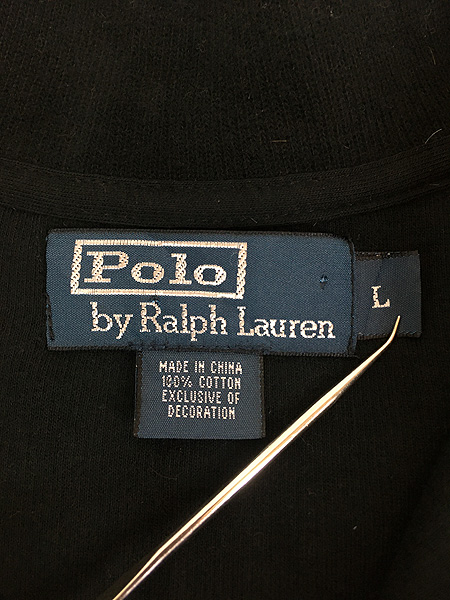 Polo
by Ralph Lauren
L
MADE IN CHINA
100% COTTON
EXCLUSIVE OF
DECORATION